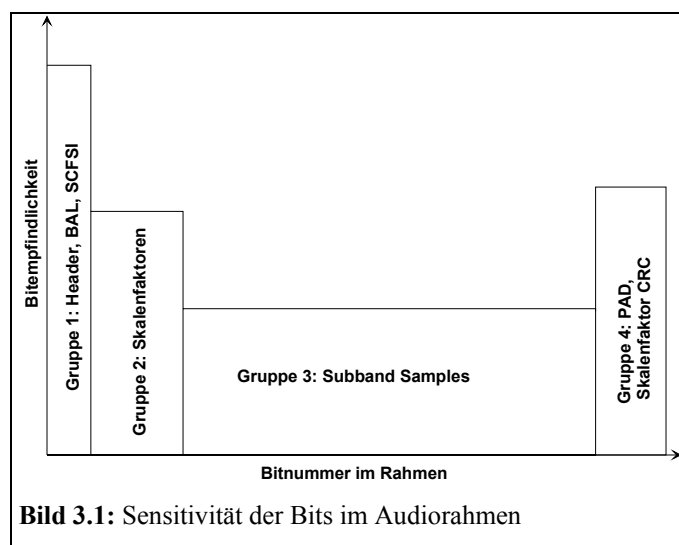 Bitempfindlichkeit
Gruppe 1: Header, BAL, SCFSI
Gruppe 2: Skalenfaktoren
Gruppe 3: Subband Samples
Gruppe 4: PAD,
Skalenfaktor CRC
Bitnummer im Rahmen
Bild 3.1: Sensitivität der Bits im Audiorahmen